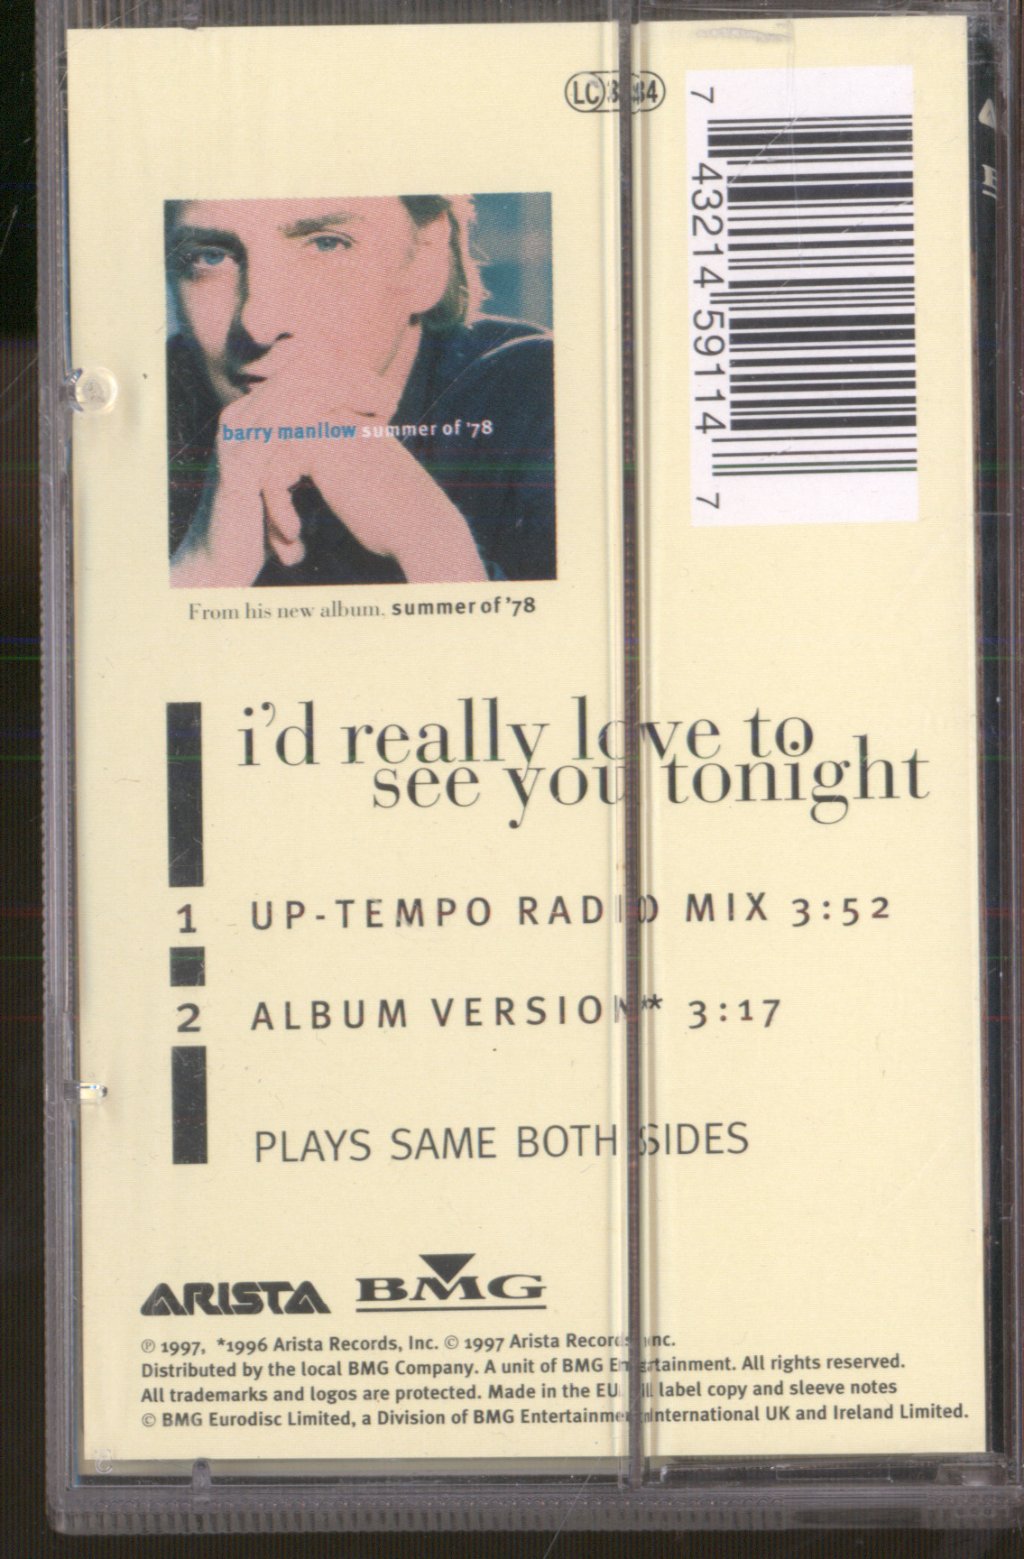 LC
7 43214 59114 7
barry manilow summer of '78
From his new album, summer of '78
i'd really love to
see you tonight
1 UP-TEMPO RADIO MIX 3:52
2 ALBUM VERSION** 3:17
PLAYS SAME BOTH SIDES
ARISTA BMG
℗ 1997, *1996 Arista Records, Inc. © 1997 Arista Records Inc.
Distributed by the local BMG Company. A unit of BMG Entertainment. All rights reserved.
All trademarks and logos are protected. Made in the EU. All label copy and sleeve notes
© BMG Eurodisc Limited, a Division of BMG Entertainment International UK and Ireland Limited.